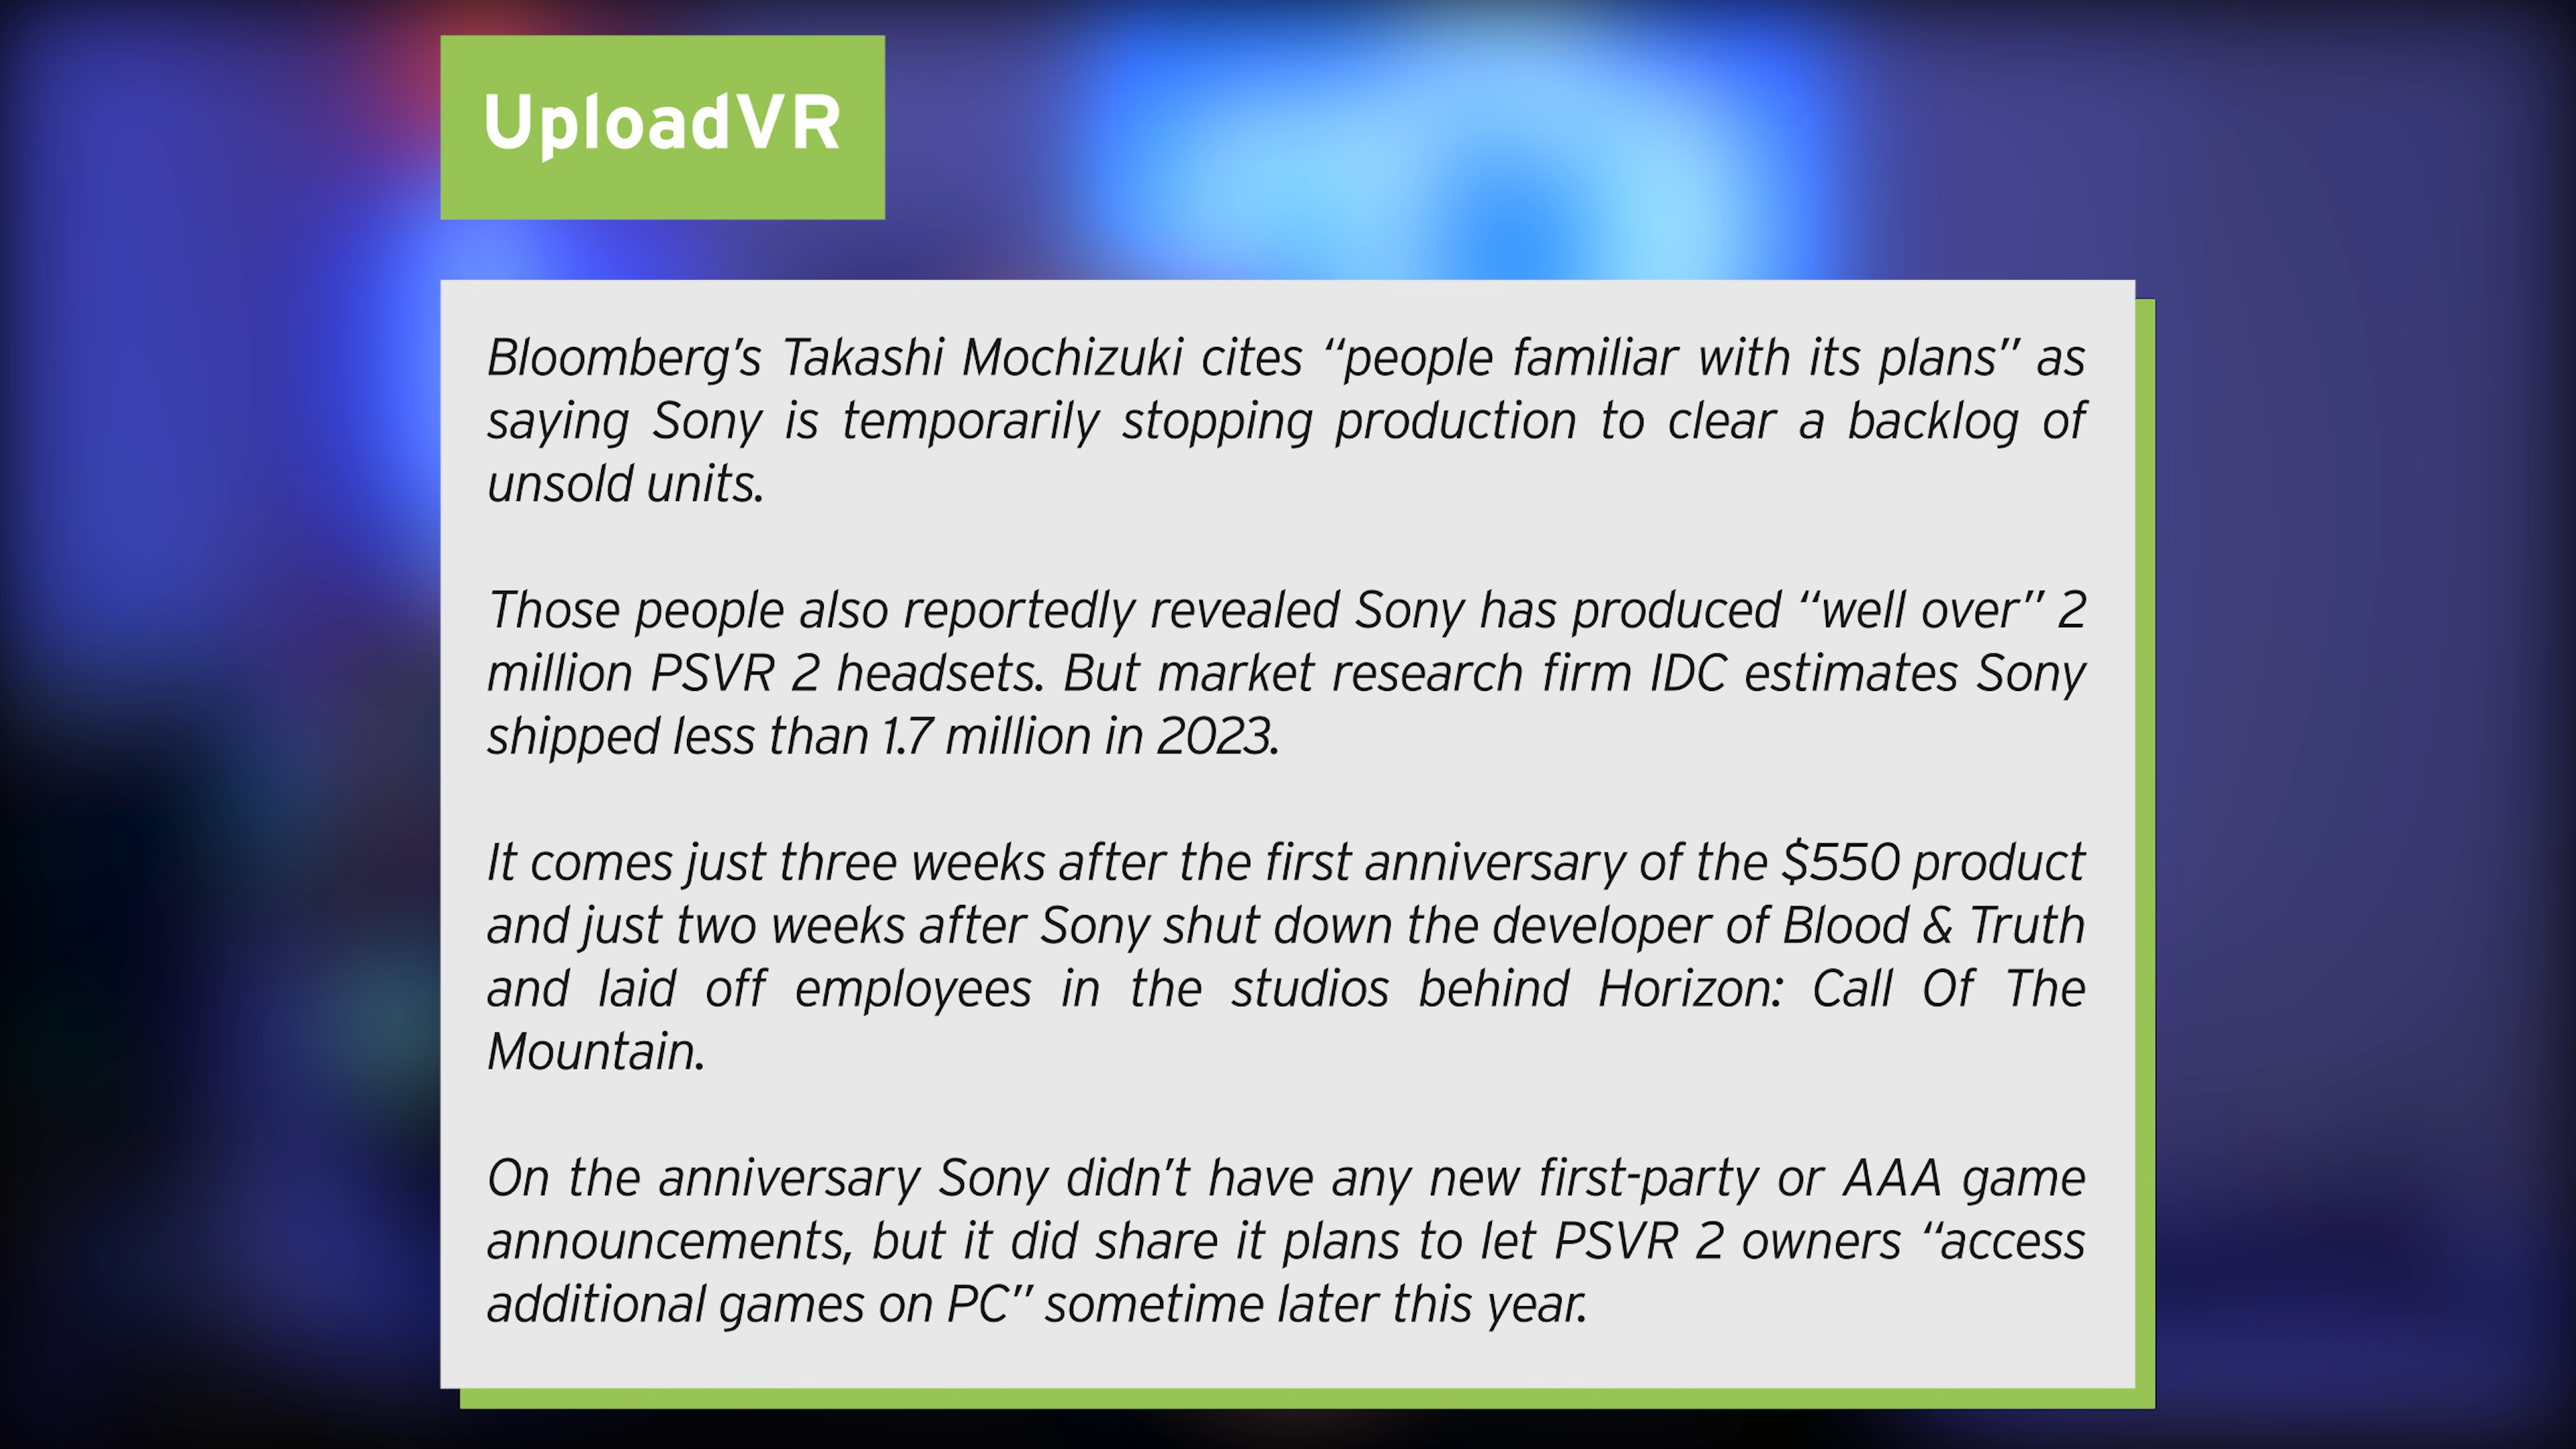 UploadVR
Bloomberg’s Takashi Mochizuki cites “people familiar with its plans” as
saying Sony is temporarily stopping production to clear a backlog of
unsold units.
Those people also reportedly revealed Sony has produced “well over” 2
million PSVR 2 headsets. But market research firm IDC estimates Sony
shipped less than 1.7 million in 2023.
It comes just three weeks after the first anniversary of the $550 product
and just two weeks after Sony shut down the developer of Blood & Truth
and laid off employees in the studios behind Horizon: Call Of The
Mountain.
On the anniversary Sony didn’t have any new first-party or AAA game
announcements, but it did share it plans to let PSVR 2 owners “access
additional games on PC” sometime later this year.